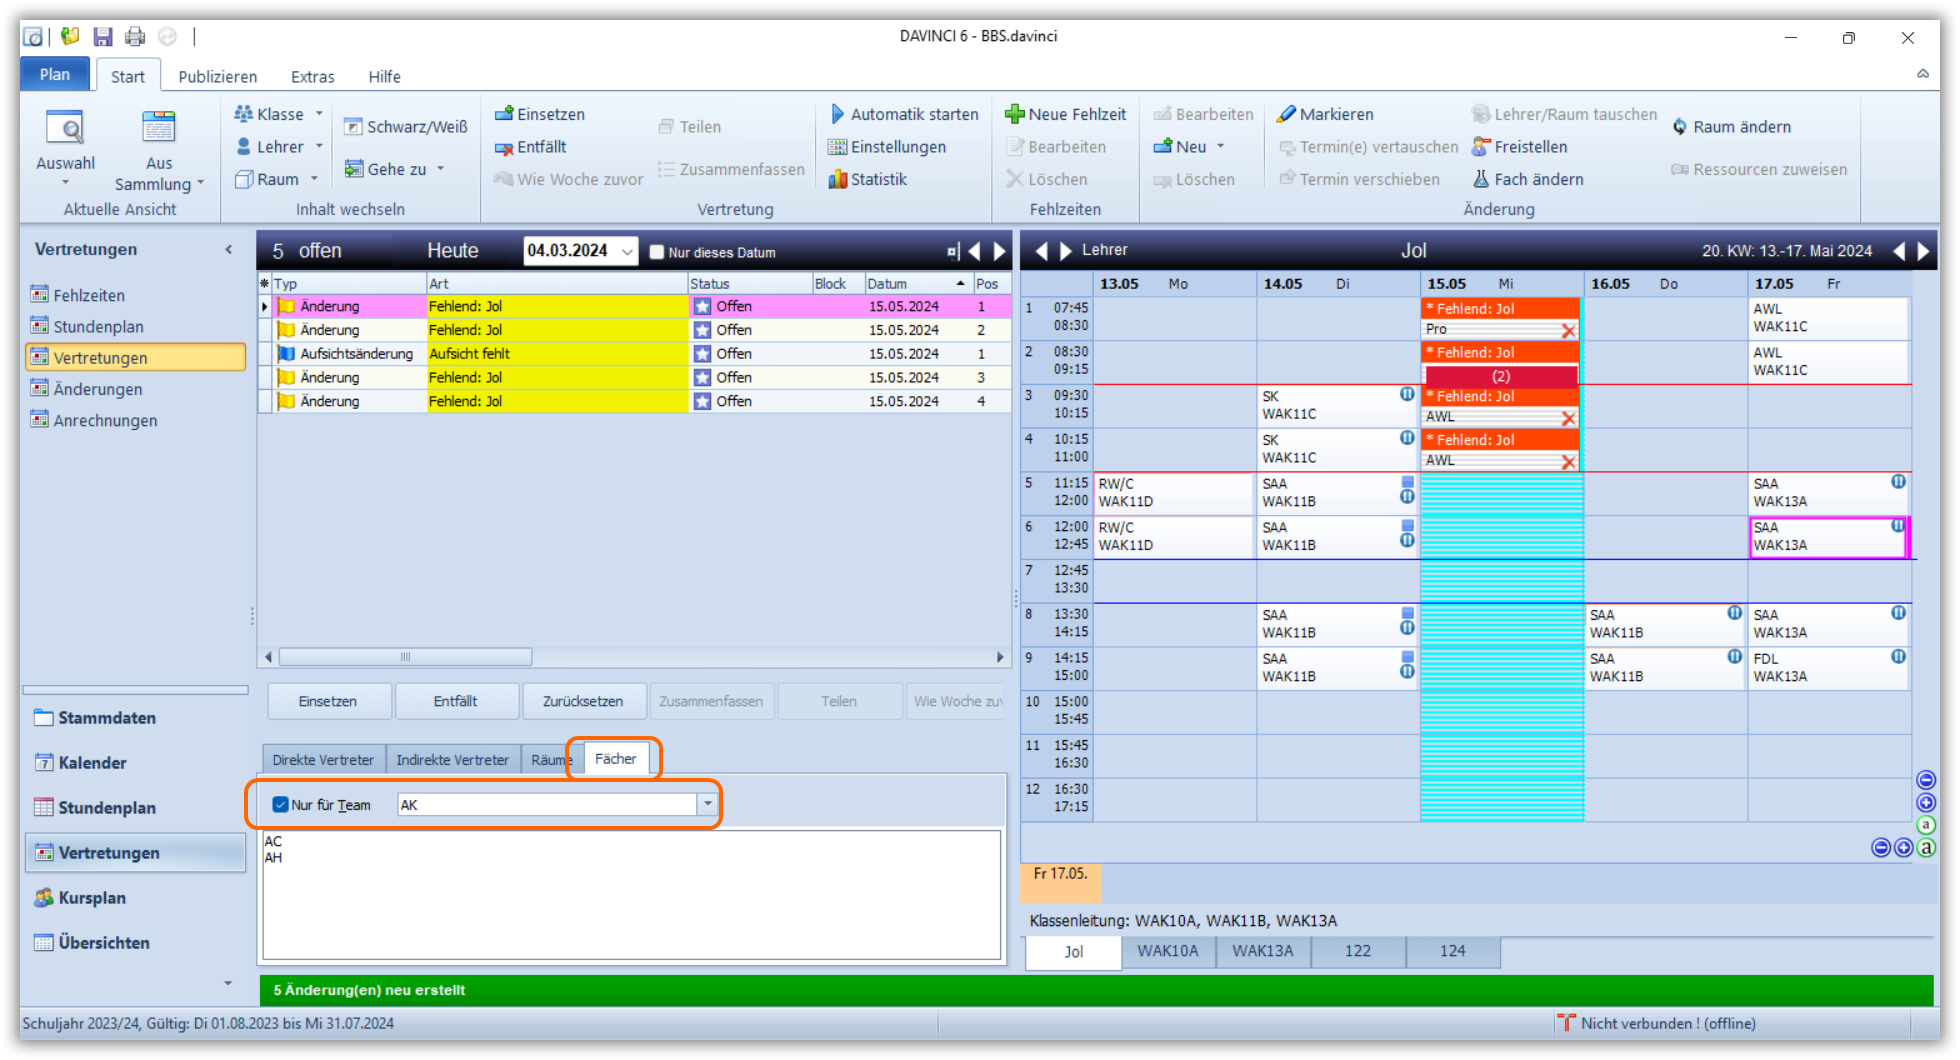 DAVINCI 6 - BBS.davinci
Plan Start Publizieren Extras Hilfe
Auswahl
Aus Sammlung
Aktuelle Ansicht
Klasse
Lehrer
Raum
Schwarz/Weiß
Gehe zu
Inhalt wechseln
Einsetzen
Entfällt
Wie Woche zuvor
Teilen
Zusammenfassen
Automatik starten
Einstellungen
Statistik
Vertretung
Neue Fehlzeit
Bearbeiten
Löschen
Fehlzeiten
Bearbeiten
Neu
Löschen
Markieren
Termin(e) vertauschen
Termin verschieben
Lehrer/Raum tauschen
Freistellen
Fach ändern
Raum ändern
Ressourcen zuweisen
Änderung
Vertretungen
Fehlzeiten
Stundenplan
Vertretungen
Änderungen
Anrechnungen
Stammdaten
Kalender
Stundenplan
Vertretungen
Kursplan
Übersichten
5 offen Heute 04.03.2024 Nur dieses Datum
Typ Art Status Block Datum Pos
Änderung Fehlend: Jol Offen 15.05.2024 1
Änderung Fehlend: Jol Offen 15.05.2024 2
Aufsichtsänderung Aufsicht fehlt Offen 15.05.2024 1
Änderung Fehlend: Jol Offen 15.05.2024 3
Änderung Fehlend: Jol Offen 15.05.2024 4
Einsetzen Entfällt Zurücksetzen Zusammenfassen Teilen Wie Woche zuv
Direkte Vertreter Indirekte Vertreter Räume Fächer
Nur für Team AK
AC
AH
Lehrer Jol 20. KW: 13.-17. Mai 2024
13.05 Mo 14.05 Di 15.05 Mi 16.05 Do 17.05 Fr
1 07:45 * Fehlend: Jol AWL
08:30 Pro WAK11C
2 08:30 * Fehlend: Jol AWL
09:15 (2) WAK11C
3 09:30 SK * Fehlend: Jol
10:15 WAK11C AWL
4 10:15 SK * Fehlend: Jol
11:00 WAK11C AWL
5 11:15 RW/C SAA SAA
12:00 WAK11D WAK11B WAK13A
6 12:00 RW/C SAA SAA
12:45 WAK11D WAK11B WAK13A
7 12:45
13:30
8 13:30 SAA SAA SAA
14:15 WAK11B WAK11B WAK13A
9 14:15 SAA SAA FDL
15:00 WAK11B WAK11B WAK13A
10 15:00
15:45
11 15:45
16:30
12 16:30
17:15
a
a
Fr 17.05.
Klassenleitung: WAK10A, WAK11B, WAK13A
Jol WAK10A WAK13A 122 124
5 Änderung(en) neu erstellt
Schuljahr 2023/24, Gültig: Di 01.08.2023 bis Mi 31.07.2024 Nicht verbunden ! (offline)